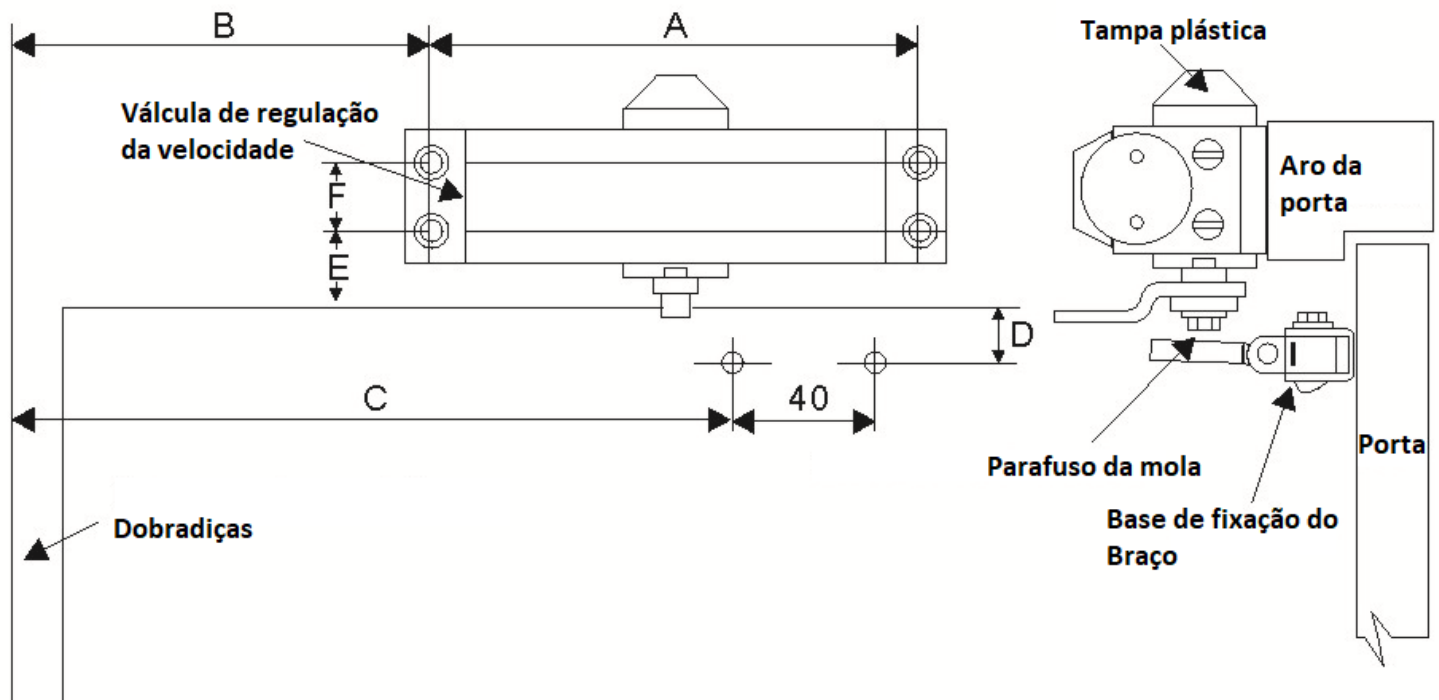 B
A
Tampa plástica
Válcula de regulação
da velocidade
F
E
Aro da
porta
D
C
40
Porta
Parafuso da mola
Base de fixação do
Braço
Dobradiças